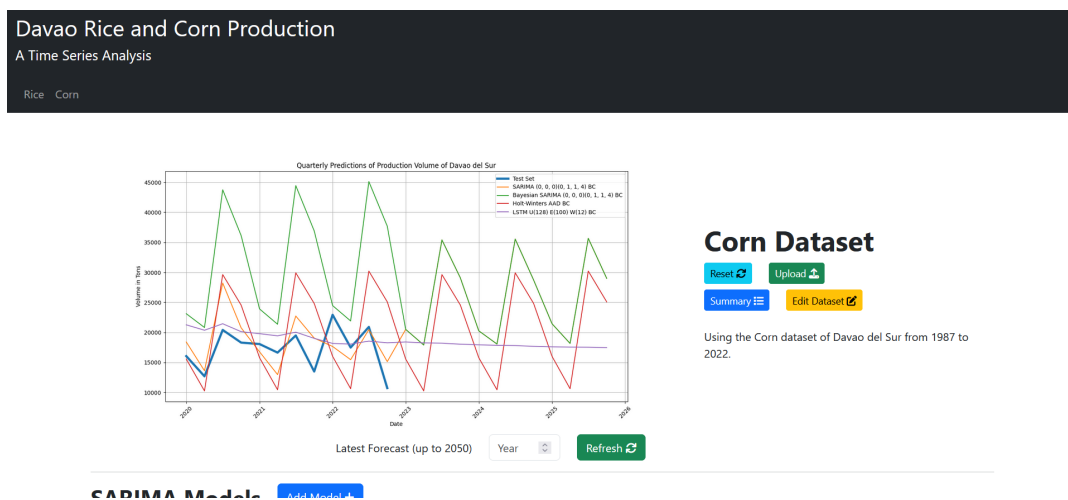 Davao Rice and Corn Production
A Time Series Analysis
Rice Corn
Quarterly Predictions of Production Volume of Davao del Sur
Test Set
SARIMA (0, 0, 0)(0, 1, 1, 4) BC
Bayesian SARIMA (0, 0, 0)(0, 1, 1, 4) BC
Holt-Winters AAD BC
LSTM U(128) E(100) W(12) BC
45000
40000
35000
30000
25000
20000
15000
10000
Volume in Tons
2020 2021 2022 2023 2024 2025 2026
Date
Latest Forecast (up to 2050) Year Refresh
Corn Dataset
Reset Upload
Summary Edit Dataset
Using the Corn dataset of Davao del Sur from 1987 to
2022.
SARIMA Models Add Model +